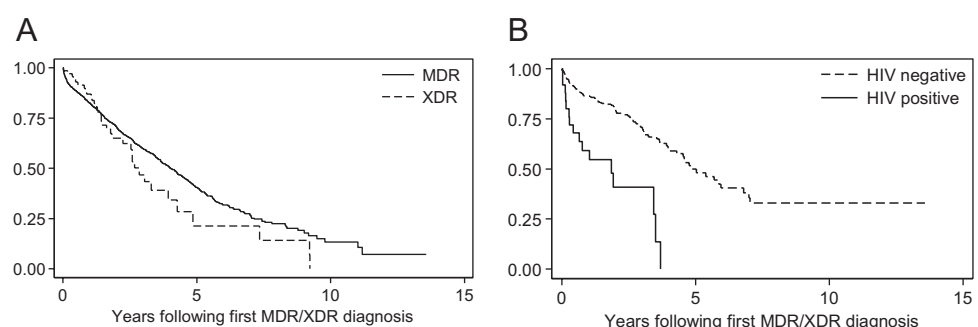 A
1.00
0.75
0.50
0.25
0.00
0 5 10 15
Years following first MDR/XDR diagnosis
MDR
XDR
B
1.00
0.75
0.50
0.25
0.00
0 5 10 15
Years following first MDR/XDR diagnosis
HIV negative
HIV positive